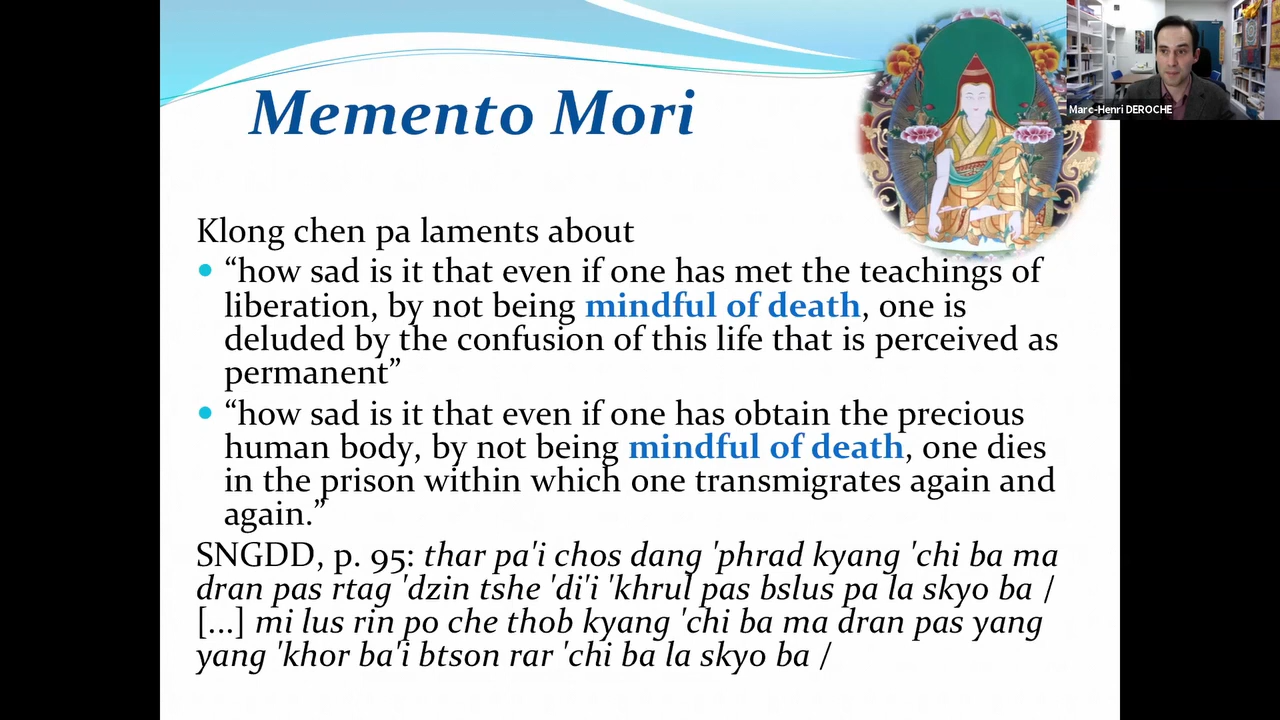 Memento Mori
Marc-Henri DEROCHE
Klong chen pa laments about
• “how sad is it that even if one has met the teachings of
liberation, by not being mindful of death, one is
deluded by the confusion of this life that is perceived as
permanent”
• “how sad is it that even if one has obtain the precious
human body, by not being mindful of death, one dies
in the prison within which one transmigrates again and
again.”
SNGDD, p. 95: thar pa'i chos dang 'phrad kyang 'chi ba ma
dran pas rtag 'dzin tshe 'di'i 'khrul pas bslus pa la skyo ba /
[...] mi lus rin po che thob kyang 'chi ba ma dran pas yang
yang 'khor ba'i btson rar 'chi ba la skyo ba /